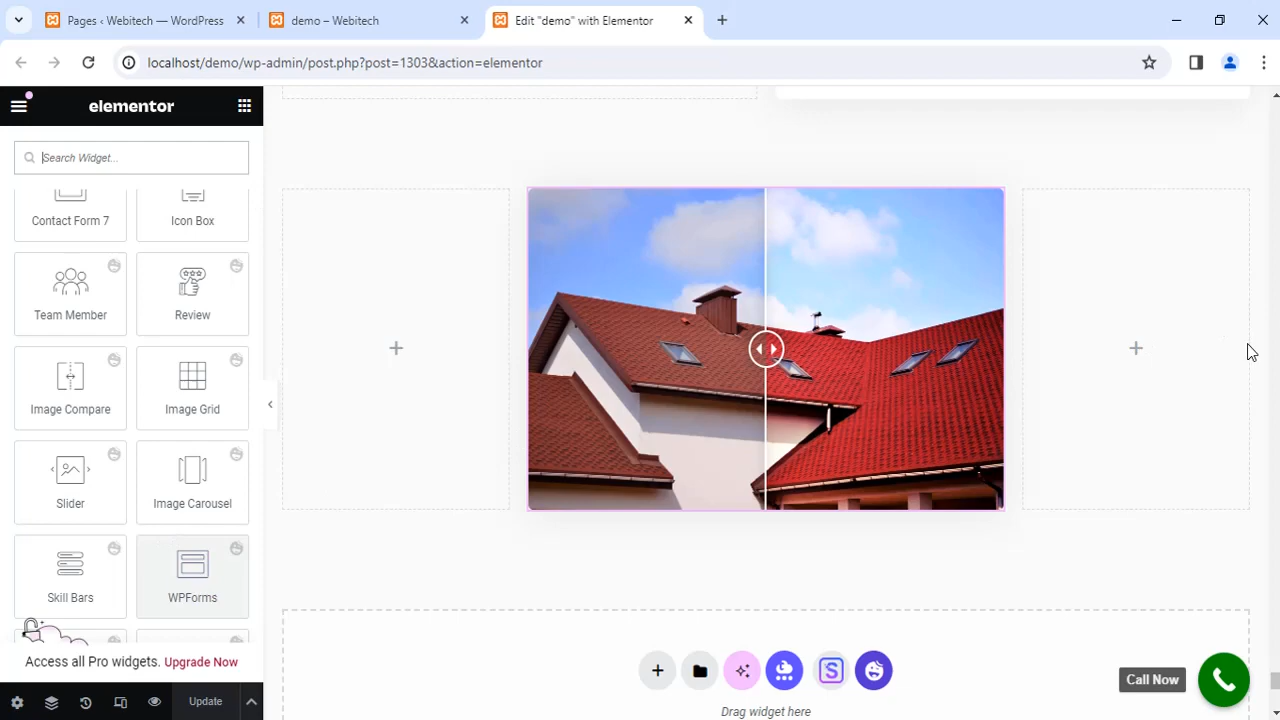 Pages ‹ Webitech — WordPress
demo – Webitech
Edit "demo" with Elementor
localhost/demo/wp-admin/post.php?post=1303&action=elementor
elementor
Search Widget...
Contact Form 7
Icon Box
Team Member
Review
Image Compare
Image Grid
Slider
Image Carousel
Skill Bars
WPForms
Access all Pro widgets. Upgrade Now
Update
Call Now
Drag widget here